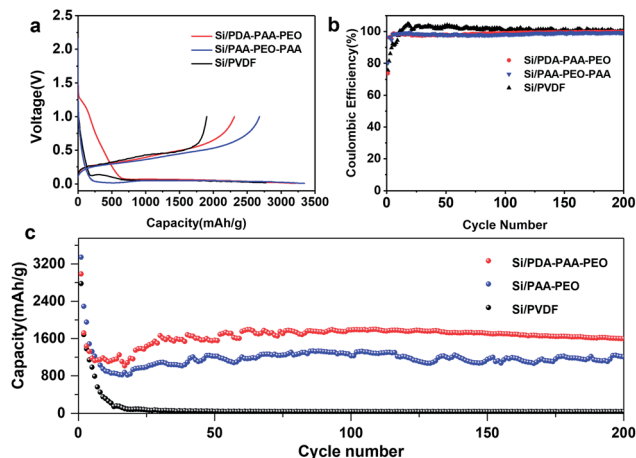 a
Si/PDA-PAA-PEO
Si/PAA-PEO-PAA
Si/PVDF
2.5
2.0
1.5
1.0
0.5
0.0
Voltage(V)
0 500 1000 1500 2000 2500 3000 3500
Capacity(mAh/g)
b
100
80
60
40
20
0
Coulombic Efficiency(%)
Si/PDA-PAA-PEO
Si/PAA-PEO-PAA
Si/PVDF
0 50 100 150 200
Cycle Number
c
3200
2400
1600
800
0
Capacity(mAh/g)
Si/PDA-PAA-PEO
Si/PAA-PEO
Si/PVDF
0 50 100 150 200
Cycle number